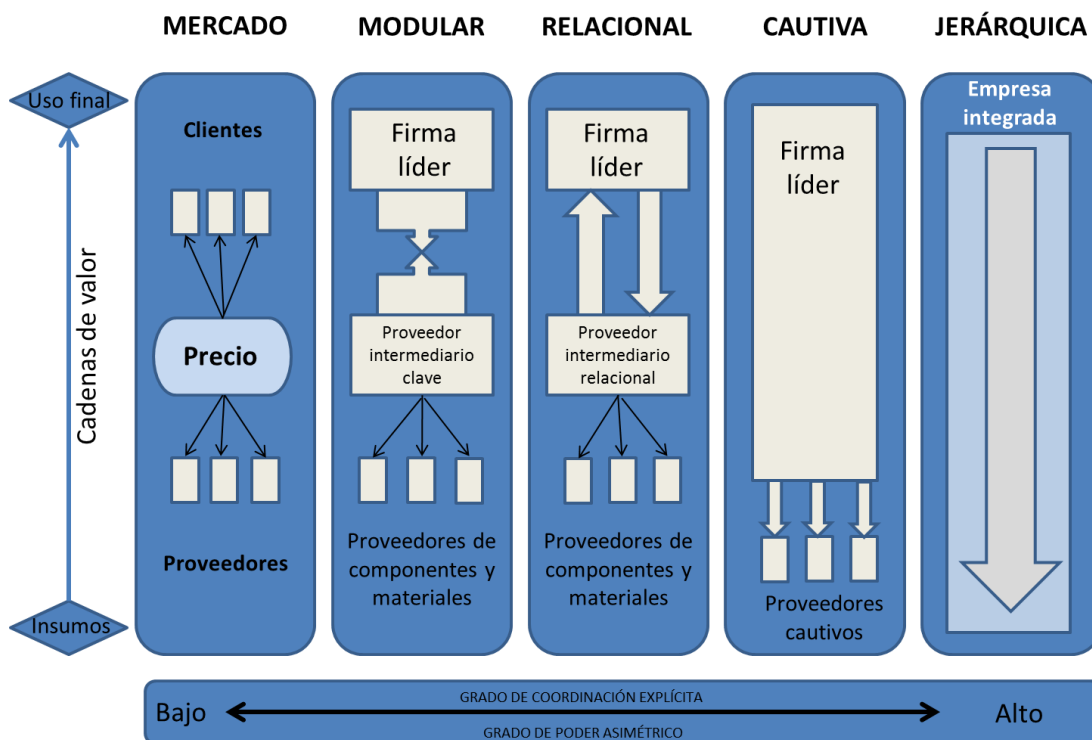 MERCADO
MODULAR
RELACIONAL
CAUTIVA
JERÁRQUICA
Uso final
Cadenas de valor
Insumos
Clientes
Precio
Proveedores
Firma
líder
Proveedor
intermediario
clave
Proveedores de
componentes y
materiales
Firma
líder
Proveedor
intermediario
relacional
Proveedores de
componentes y
materiales
Firma
líder
Proveedores
cautivos
Empresa
integrada
Bajo
GRADO DE COORDINACIÓN EXPLÍCITA
GRADO DE PODER ASIMÉTRICO
Alto